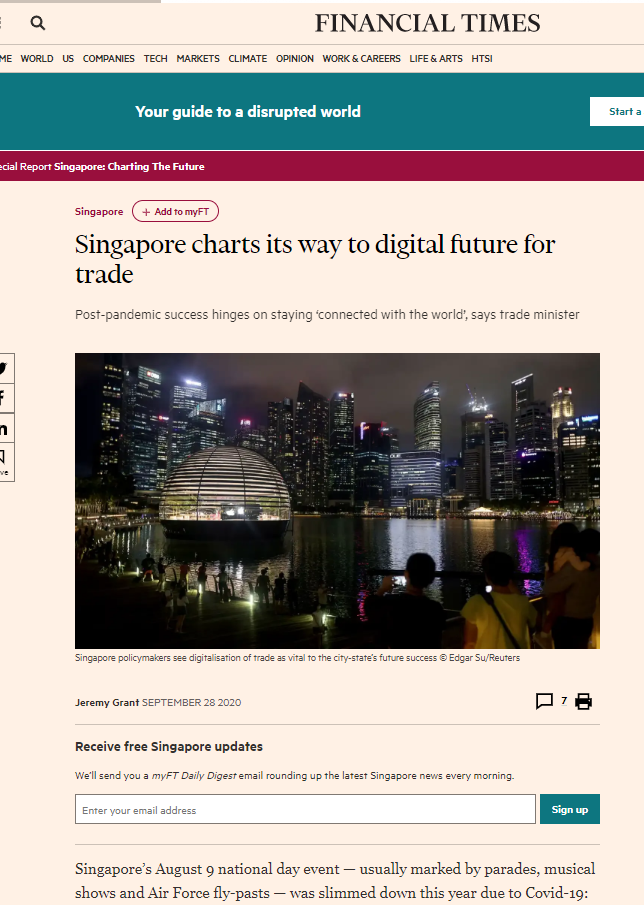 FINANCIAL TIMES
ME WORLD US COMPANIES TECH MARKETS CLIMATE OPINION WORK & CAREERS LIFE & ARTS HTSI
Your guide to a disrupted world
Start a
ecial Report Singapore: Charting The Future
Singapore + Add to myFT
Singapore charts its way to digital future for
trade
Post-pandemic success hinges on staying ‘connected with the world’, says trade minister
ve
Singapore policymakers see digitalisation of trade as vital to the city-state’s future success © Edgar Su/Reuters
Jeremy Grant SEPTEMBER 28 2020
7
Receive free Singapore updates
We’ll send you a myFT Daily Digest email rounding up the latest Singapore news every morning.
Enter your email address
Sign up
Singapore’s August 9 national day event — usually marked by parades, musical
shows and Air Force fly-pasts — was slimmed down this year due to Covid-19: